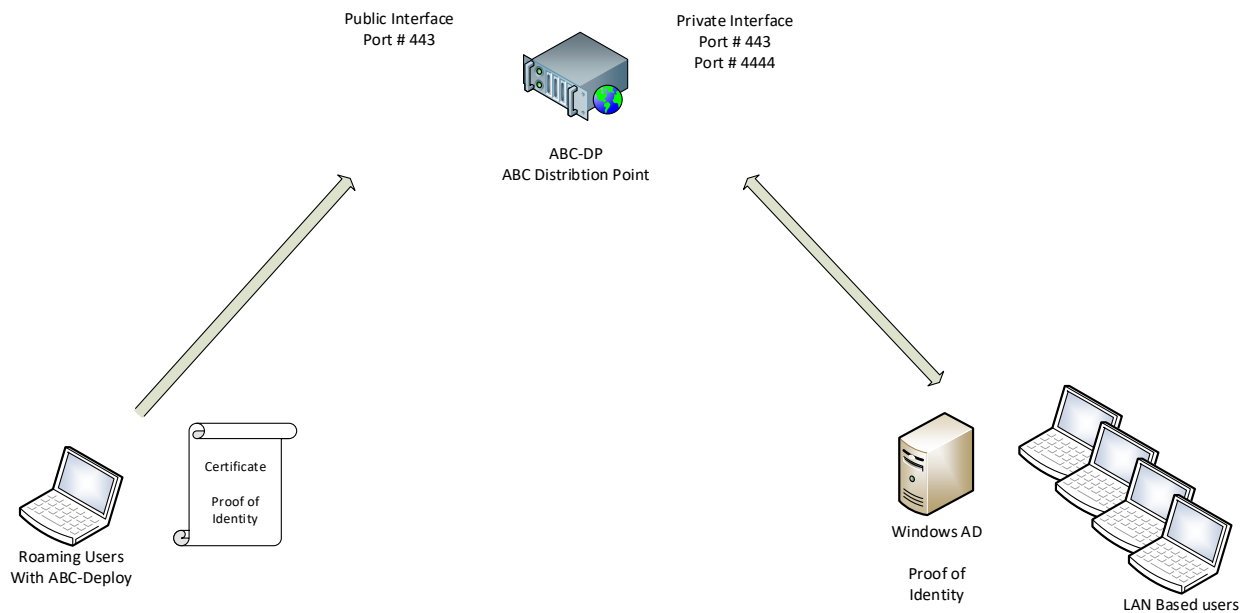 Public Interface
Port # 443
Private Interface
Port # 443
Port # 4444
ABC-DP
ABC Distribtion Point
Certificate
Proof of
Identity
Roaming Users
With ABC-Deploy
Windows AD
Proof of
Identity
LAN Based users